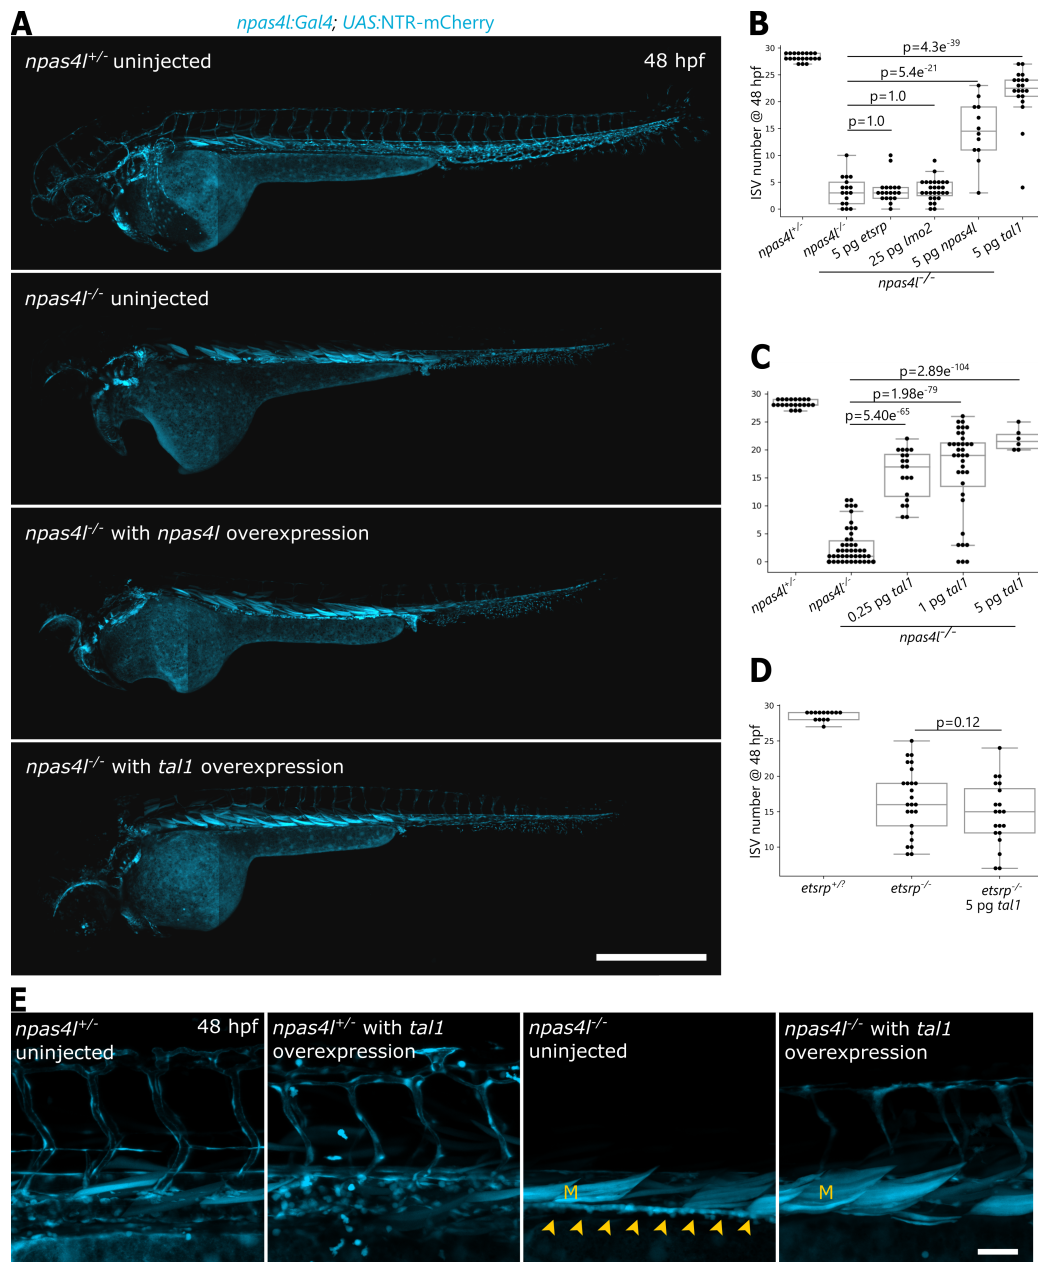 A
npas4l:Gal4; UAS:NTR-mCherry
npas4l+/- uninjected
48 hpf
npas4l-/- uninjected
npas4l-/- with npas4l overexpression
npas4l-/- with tal1 overexpression
B
ISV number @ 48 hpf
30
25
20
15
10
5
0
p=4.3e-39
p=5.4e-21
p=1.0
p=1.0
npas4l+/-
npas4l-/-
5 pg etsrp
25 pg lmo2
5 pg npas4l
5 pg tal1
npas4l-/-
C
30
25
20
15
10
5
0
p=2.89e-104
p=1.98e-79
p=5.40e-65
npas4l+/-
npas4l-/-
0.25 pg tal1
1 pg tal1
5 pg tal1
npas4l-/-
D
ISV number @ 48 hpf
30
25
20
15
10
p=0.12
etsrp+/?
etsrp-/-
etsrp-/-
5 pg tal1
E
npas4l+/-
uninjected
48 hpf
npas4l+/- with tal1
overexpression
npas4l-/-
uninjected
M
npas4l-/- with tal1
overexpression
M